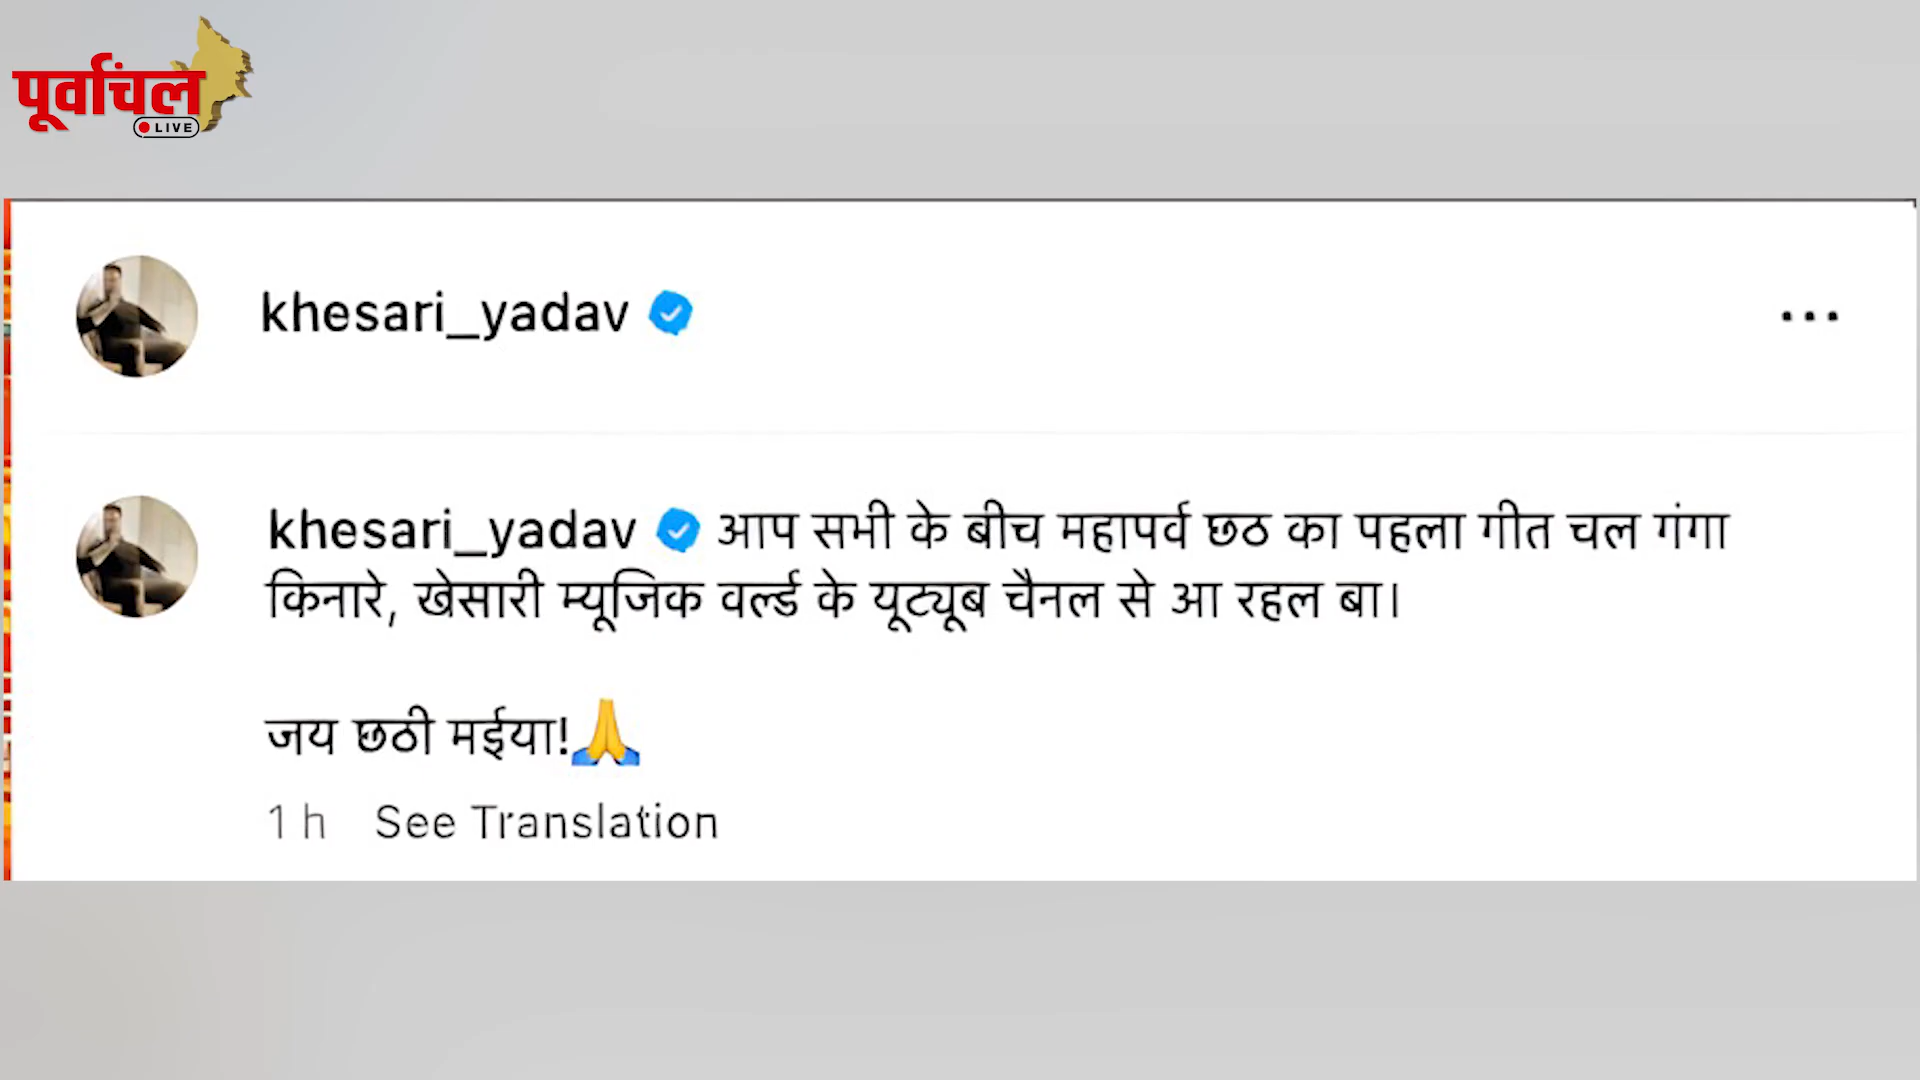 पूर्वांचल
LIVE
khesari_yadav
khesari_yadav आप सभी के बीच महापर्व छठ का पहला गीत चल गंगा
किनारे, खेसारी म्यूजिक वर्ल्ड के यूट्यूब चैनल से आ रहल बा।
जय छठी मईया!🙏
1 h See Translation